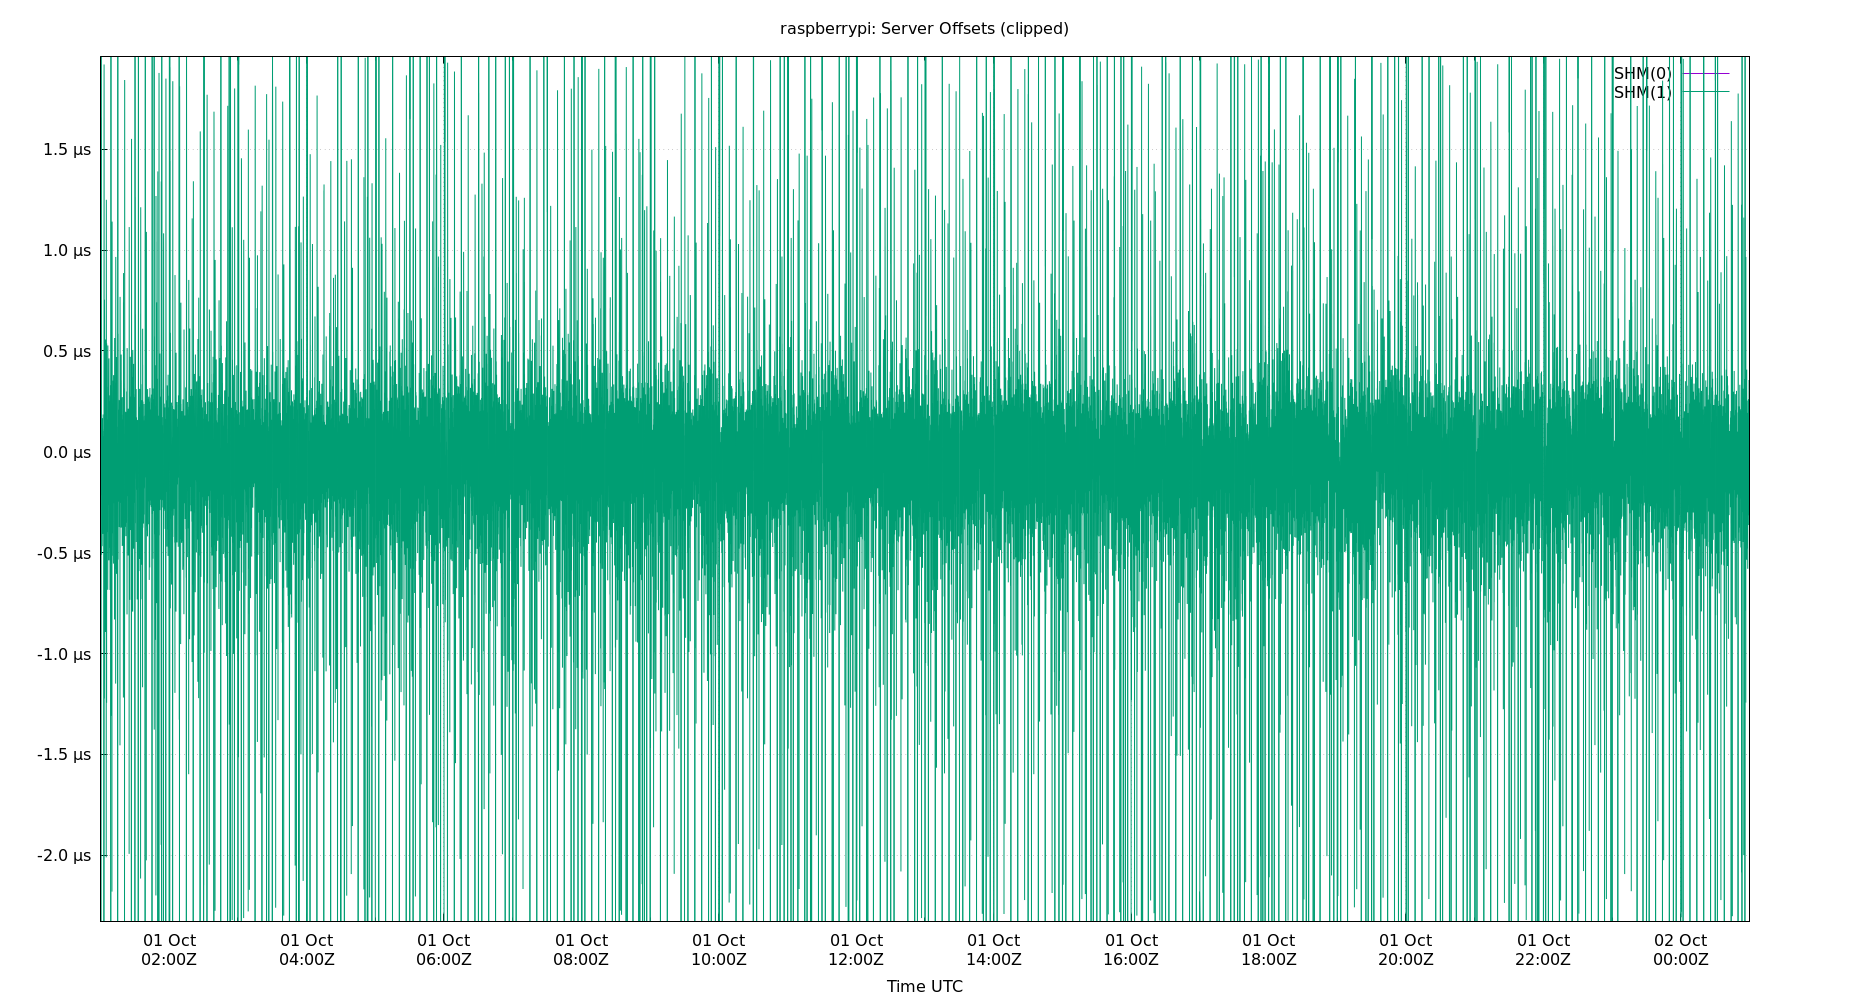 raspberrypi: Server Offsets (clipped)
SHM(0)
SHM(1)
1.5 µs
1.0 µs
0.5 µs
0.0 µs
-0.5 µs
-1.0 µs
-1.5 µs
-2.0 µs
01 Oct 01 Oct 01 Oct 01 Oct 01 Oct 01 Oct 01 Oct 01 Oct 01 Oct 01 Oct 01 Oct 02 Oct
02:00Z 04:00Z 06:00Z 08:00Z 10:00Z 12:00Z 14:00Z 16:00Z 18:00Z 20:00Z 22:00Z 00:00Z
Time UTC